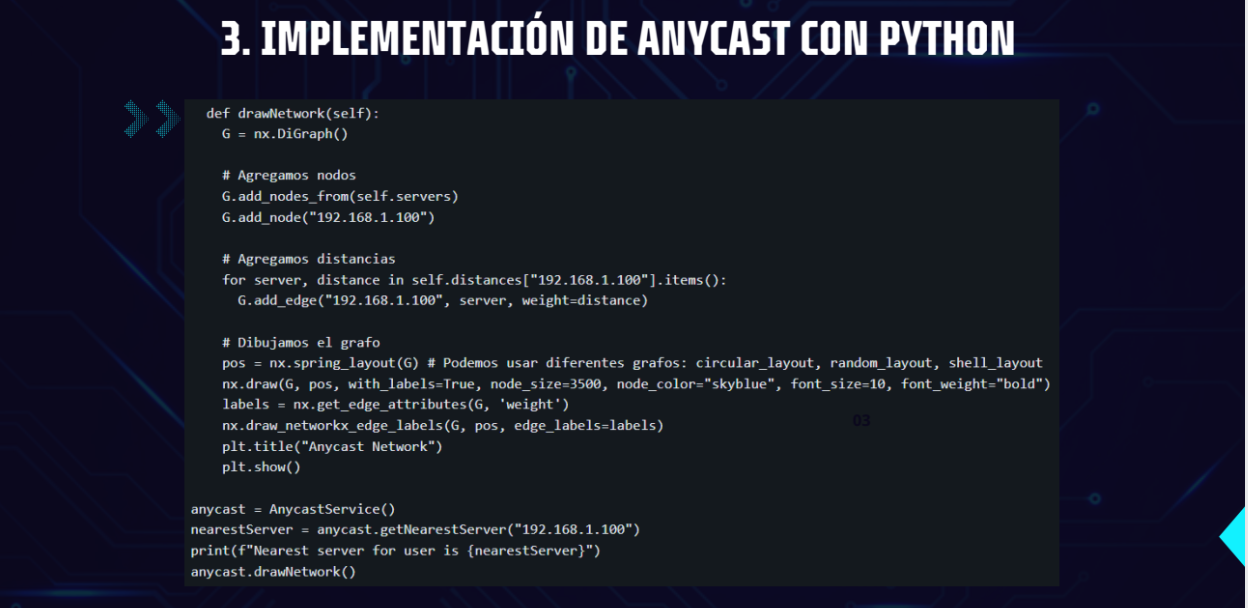 3. IMPLEMENTACIÓN DE ANYCAST CON PYTHON
def drawNetwork(self):
G = nx.DiGraph()
# Agregamos nodos
G.add_nodes_from(self.servers)
G.add_node("192.168.1.100")
# Agregamos distancias
for server, distance in self.distances["192.168.1.100"].items():
G.add_edge("192.168.1.100", server, weight=distance)
# Dibujamos el grafo
pos = nx.spring_layout(G) # Podemos usar diferentes grafos: circular_layout, random_layout, shell_layout
nx.draw(G, pos, with_labels=True, node_size=3500, node_color="skyblue", font_size=10, font_weight="bold")
labels = nx.get_edge_attributes(G, 'weight')
nx.draw_networkx_edge_labels(G, pos, edge_labels=labels)
03
plt.title("Anycast Network")
plt.show()
anycast = AnycastService()
nearestServer = anycast.getNearestServer("192.168.1.100")
print(f"Nearest server for user is {nearestServer}")
anycast.drawNetwork()